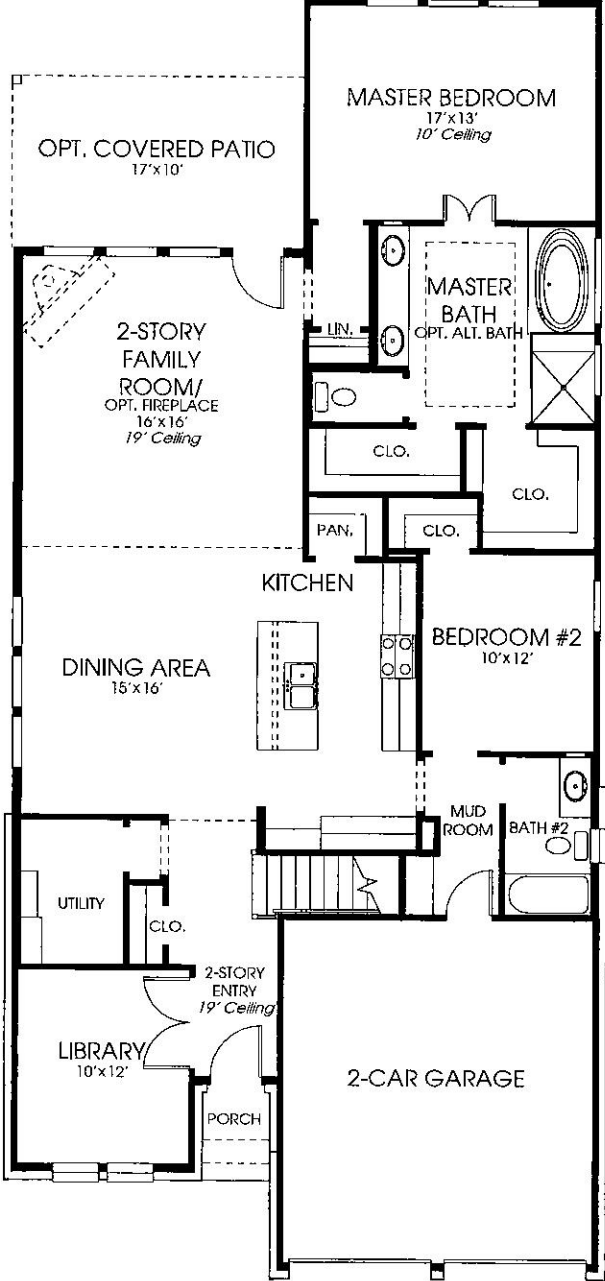 MASTER BEDROOM
17'x13'
10' Ceiling
OPT. COVERED PATIO
17'x10'
MASTER
BATH
OPT. ALT. BATH
2-STORY
FAMILY
ROOM/
OPT. FIREPLACE
16'x16'
19' Ceiling
LIN.
CLO.
CLO.
PAN.
CLO.
KITCHEN
BEDROOM #2
10'x12'
DINING AREA
15'x16'
MUD
ROOM
BATH #2
UTILITY
CLO.
2-STORY
ENTRY
19' Ceiling
LIBRARY
10'x12'
2-CAR GARAGE
PORCH